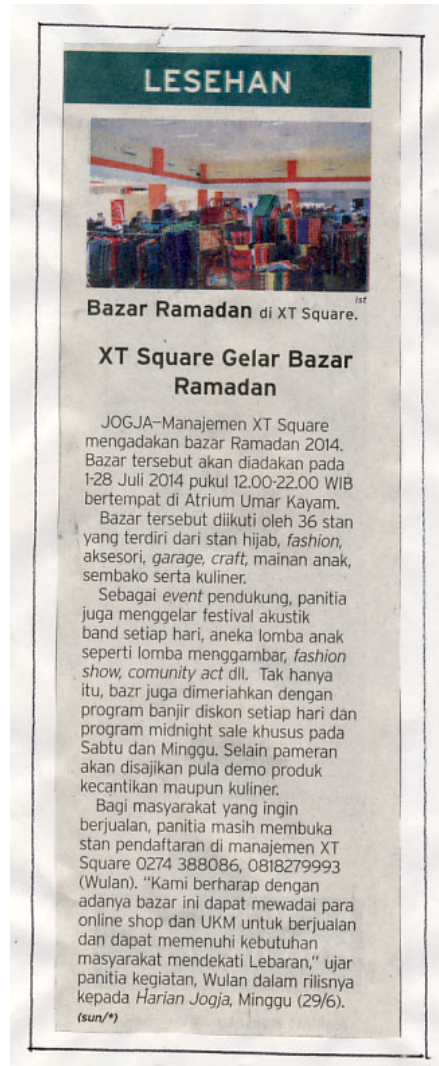 LESEHAN
ist
Bazar Ramadan di XT Square.
XT Square Gelar Bazar
Ramadan
JOGJA—Manajemen XT Square
mengadakan bazar Ramadan 2014.
Bazar tersebut akan diadakan pada
1-28 Juli 2014 pukul 12.00-22.00 WIB
bertempat di Atrium Umar Kayam.
Bazar tersebut diikuti oleh 36 stan
yang terdiri dari stan hijab, fashion,
aksesori, garage, craft, mainan anak,
sembako serta kuliner.
Sebagai event pendukung, panitia
juga menggelar festival akustik
band setiap hari, aneka lomba anak
seperti lomba menggambar, fashion
show, comunity act dll. Tak hanya
itu, bazr juga dimeriahkan dengan
program banjir diskon setiap hari dan
program midnight sale khusus pada
Sabtu dan Minggu. Selain pameran
akan disajikan pula demo produk
kecantikan maupun kuliner.
Bagi masyarakat yang ingin
berjualan, panitia masih membuka
stan pendaftaran di manajemen XT
Square 0274 388086, 0818279993
(Wulan). “Kami berharap dengan
adanya bazar ini dapat mewadai para
online shop dan UKM untuk berjualan
dan dapat memenuhi kebutuhan
masyarakat mendekati Lebaran,” ujar
panitia kegiatan, Wulan dalam rilisnya
kepada Harian Jogja, Minggu (29/6).
(sun/*)